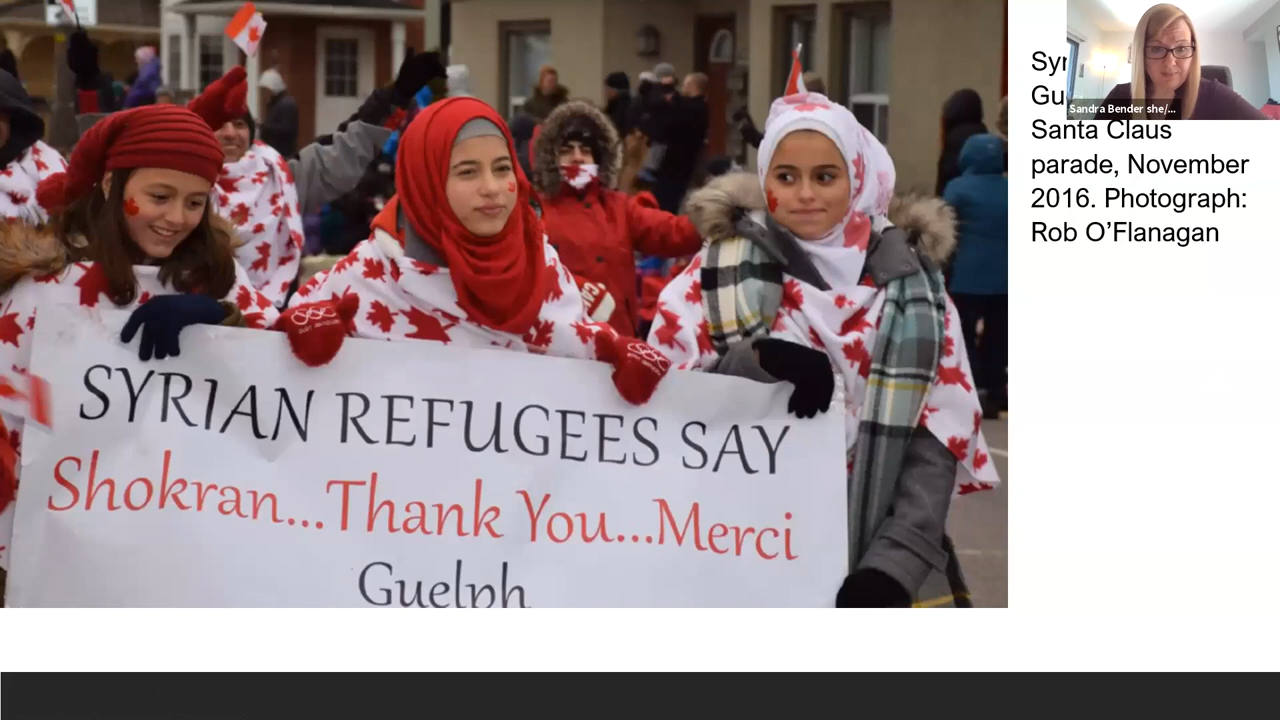 SYRIAN REFUGEES SAY
Shokran...Thank You...Merci
Guelph
Sandra Bender she/...
Santa Claus
parade, November
2016. Photograph:
Rob O’Flanagan